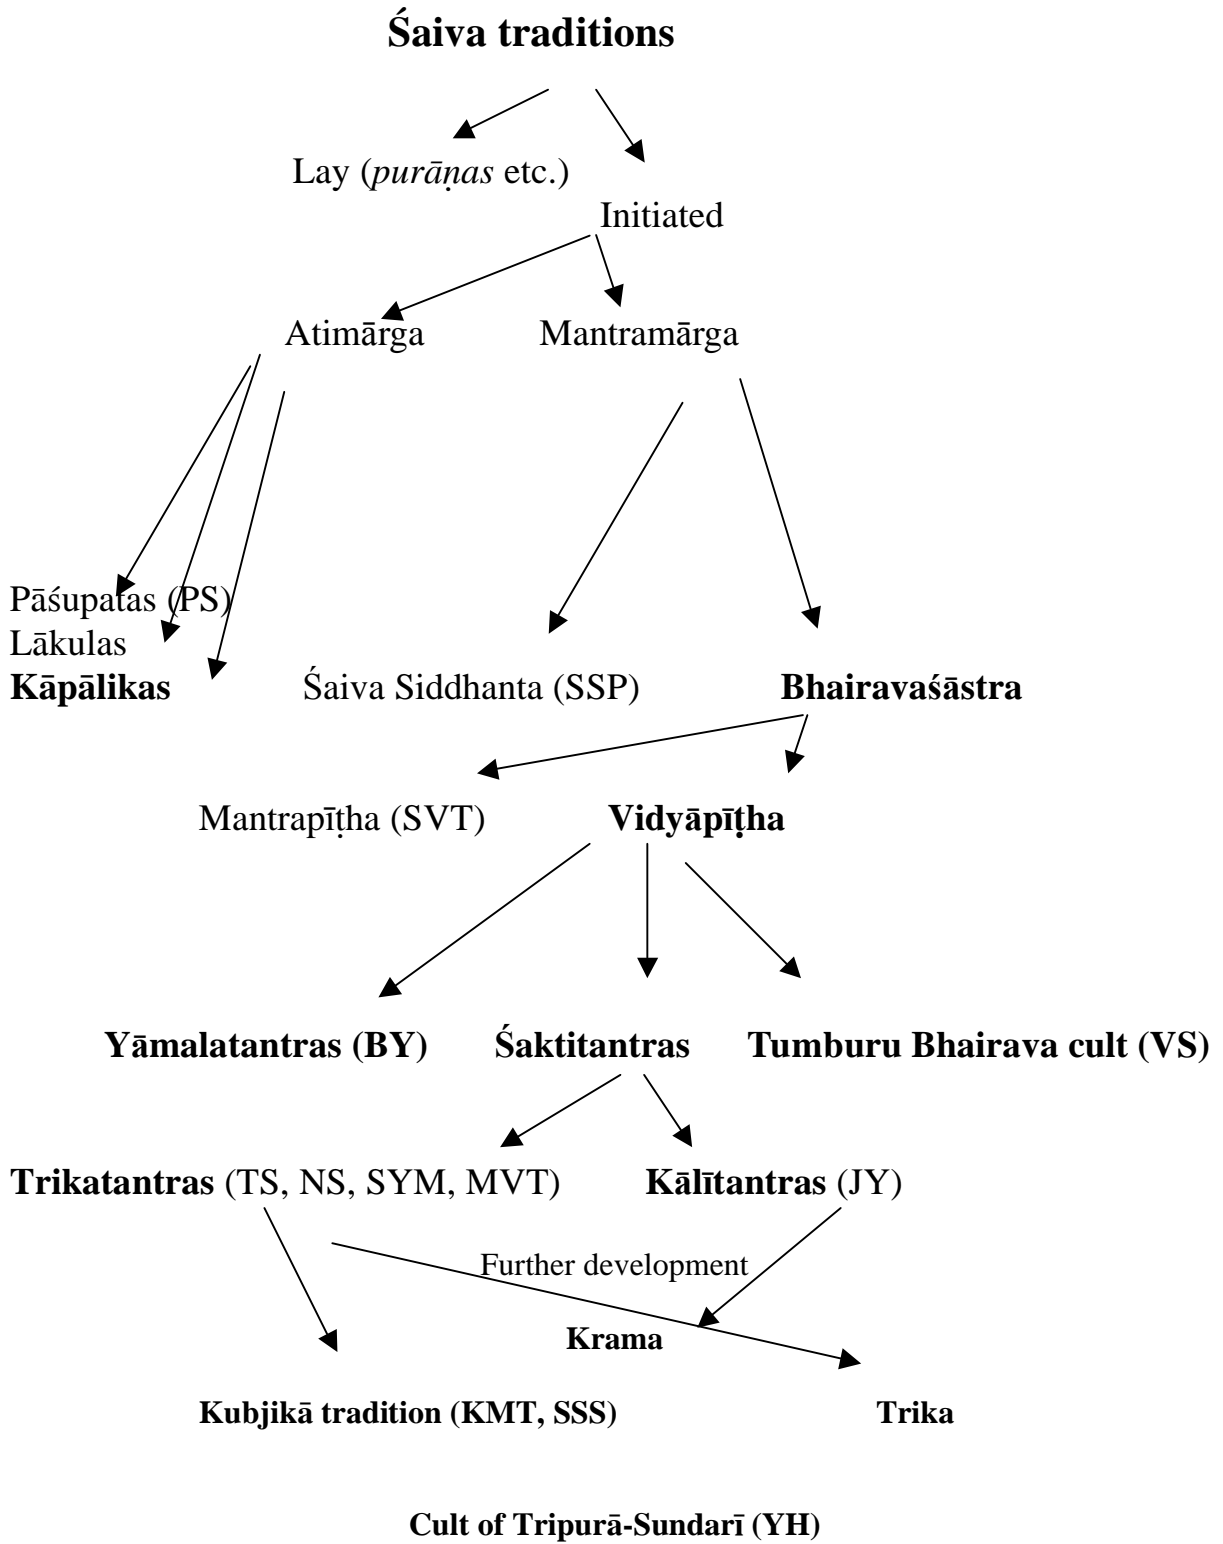 Śaiva traditions
Lay (purāṇas etc.)
Initiated
Atimārga Mantramārga
Pāśupatas (PS)
Lākulas
Kāpālikas Śaiva Siddhanta (SSP) Bhairavaśāstra
Mantrapīṭha (SVT) Vidyāpīṭha
Yāmalatantras (BY) Śaktitantras Tumburu Bhairava cult (VS)
Trikatantras (TS, NS, SYM, MVT) Kālītantras (JY)
Further development
Krama
Kubjikā tradition (KMT, SSS) Trika
Cult of Tripurā-Sundarī (YH)